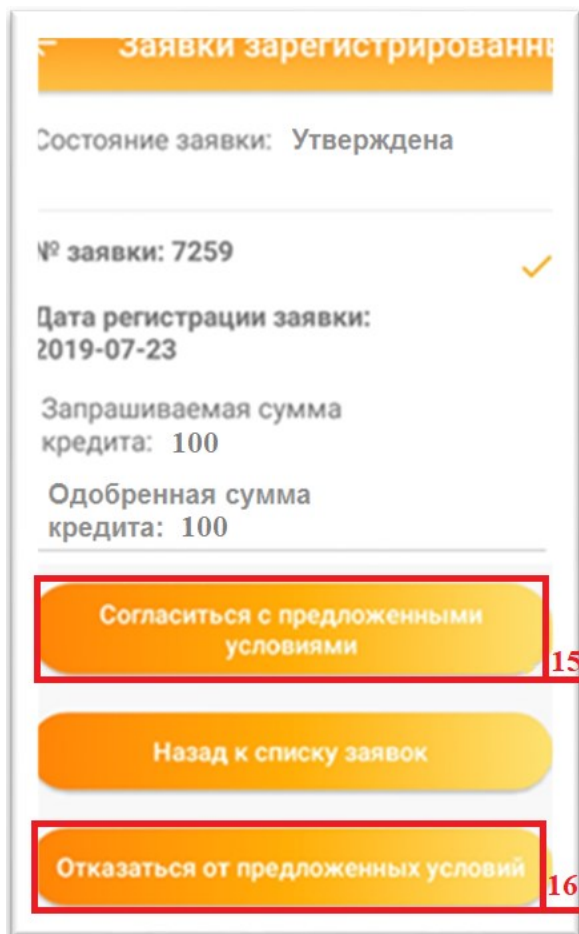 Заявки зарегистрированны
Состояние заявки: Утверждена
№ заявки: 7259
Дата регистрации заявки:
2019-07-23
Запрашиваемая сумма
кредита: 100
Одобренная сумма
кредита: 100
Согласиться с предложенными
условиями
15
Назад к списку заявок
Отказаться от предложенных условий
16